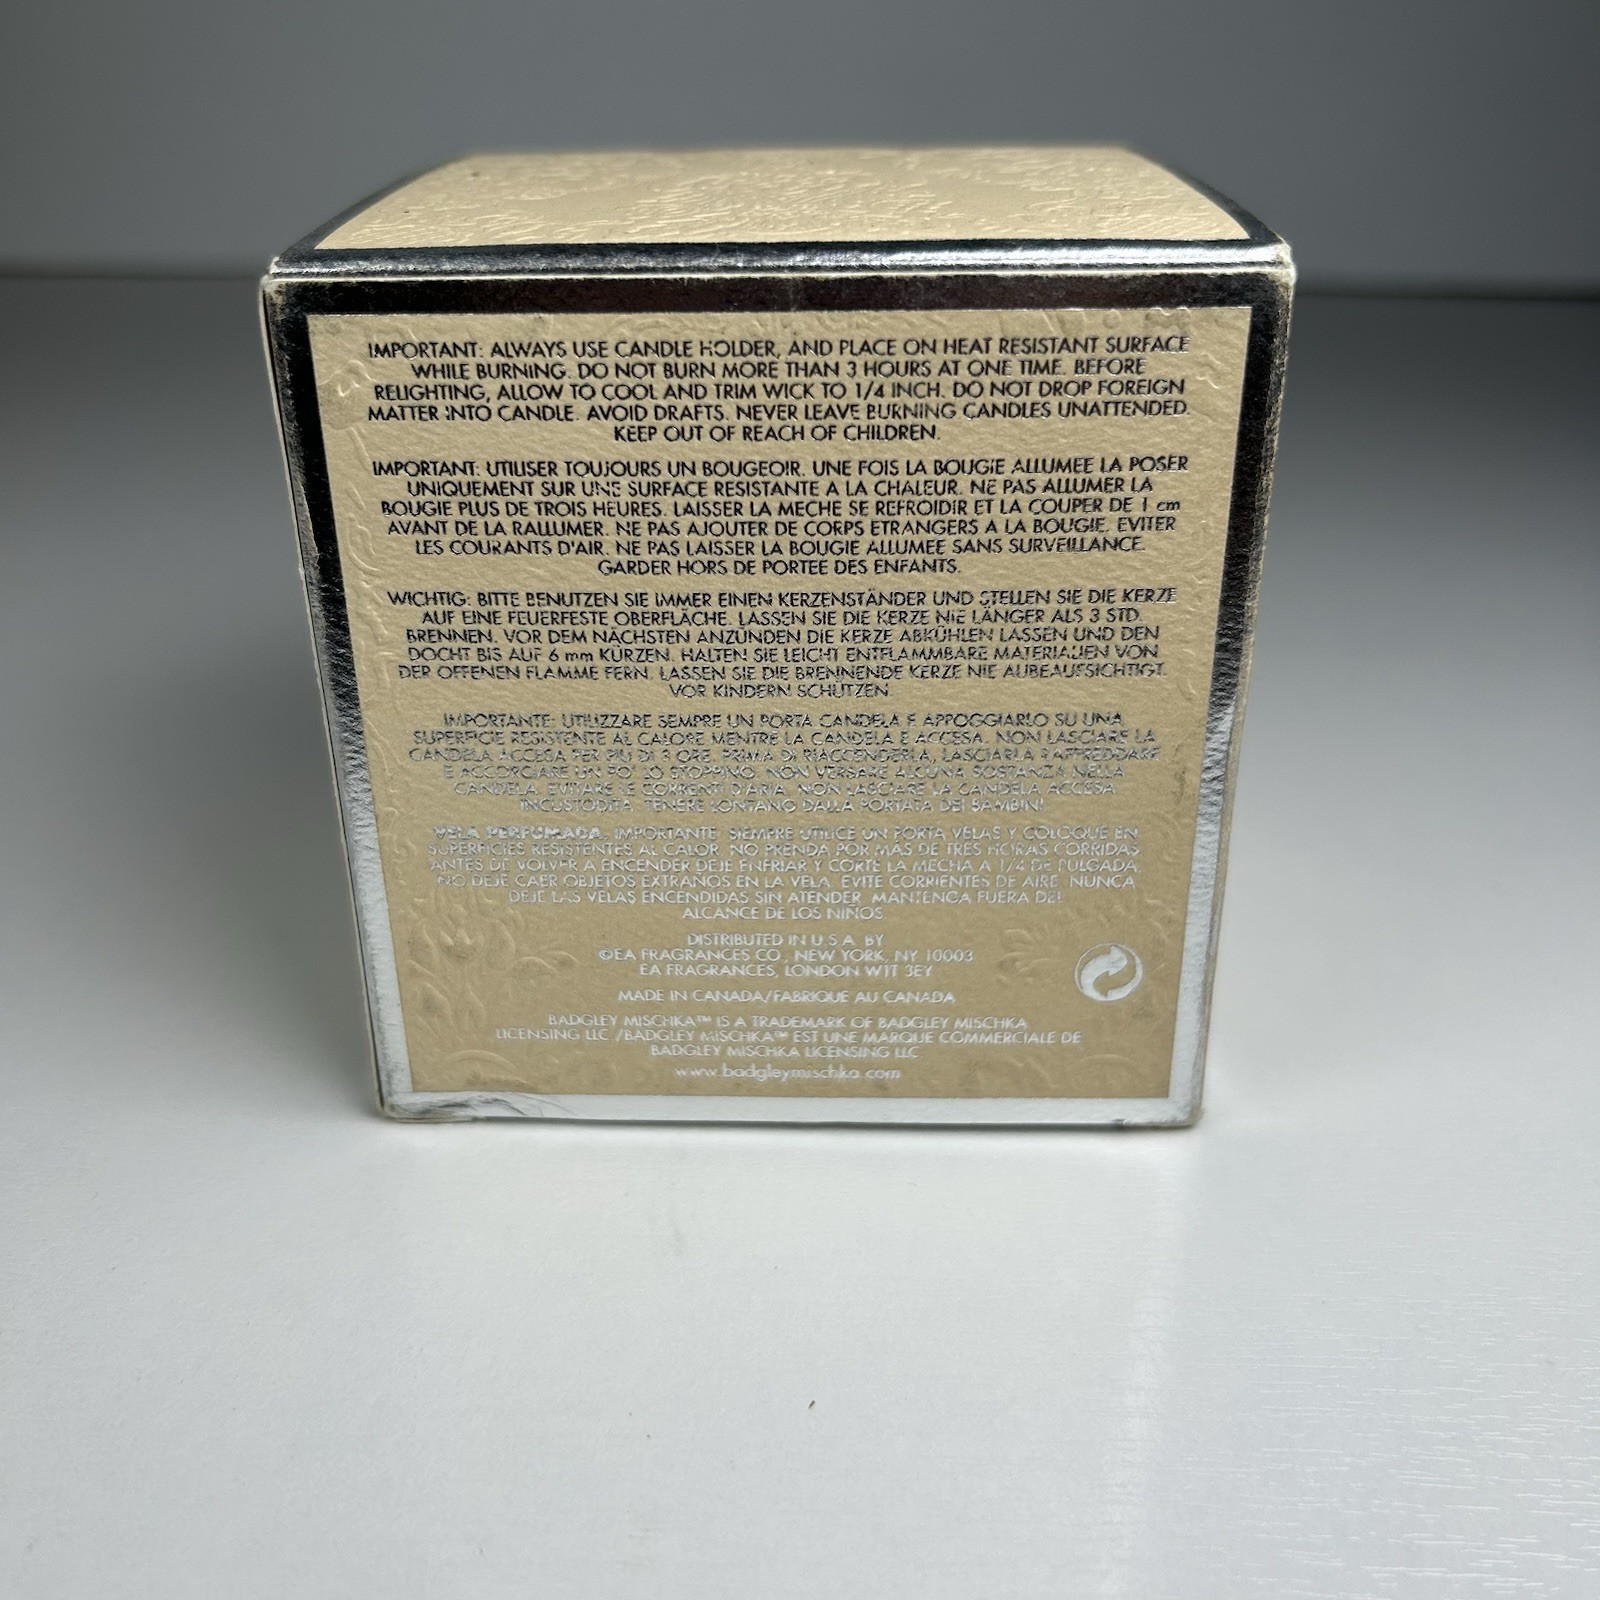 IMPORTANT: ALWAYS USE CANDLE HOLDER, AND PLACE ON HEAT RESISTANT SURFACE
WHILE BURNING. DO NOT BURN MORE THAN 3 HOURS AT ONE TIME. BEFORE
RELIGHTING, ALLOW TO COOL AND TRIM WICK TO 1/4 INCH. DO NOT DROP FOREIGN
MATTER INTO CANDLE. AVOID DRAFTS. NEVER LEAVE BURNING CANDLES UNATTENDED.
KEEP OUT OF REACH OF CHILDREN.
IMPORTANT: UTILISER TOUJOURS UN BOUGEOIR. UNE FOIS LA BOUGIE ALLUMEE LA POSER
UNIQUEMENT SUR UNE SURFACE RESISTANTE A LA CHALEUR. NE PAS ALLUMER LA
BOUGIE PLUS DE TROIS HEURES. LAISSER LA MECHE SE REFROIDIR ET LA COUPER DE 1 cm
AVANT DE LA RALLUMER. NE PAS AJOUTER DE CORPS ETRANGERS A LA BOUGIE. EVITER
LES COURANTS D'AIR. NE PAS LAISSER LA BOUGIE ALLUMEE SANS SURVEILLANCE.
GARDER HORS DE PORTEE DES ENFANTS.
WICHTIG: BITTE BENUTZEN SIE IMMER EINEN KERZENSTÄNDER UND STELLEN SIE DIE KERZE
AUF EINE FEUERFESTE OBERFLÄCHE. LASSEN SIE DIE KERZE NIE LÄNGER ALS 3 STD.
BRENNEN. VOR DEM NÄCHSTEN ANZÜNDEN DIE KERZE ABKÜHLEN LASSEN UND DEN
DOCHT BIS AUF 6 mm KÜRZEN. HALTEN SIE LEICHT ENTFLAMMBARE MATERIALIEN VON
DER OFFENEN FLAMME FERN. LASSEN SIE DIE BRENNENDE KERZE NIE AUBEAUFSICHTIGT.
VOR KINDERN SCHÜTZEN.
IMPORTANTE: UTILIZZARE SEMPRE UN PORTA CANDELA E APPOGGIARLO SU UNA
SUPERFICIE RESISTENTE AL CALORE MENTRE LA CANDELA E ACCESA. NON LASCIARE LA
CANDELA ACCESA PER PIU DI 3 ORE. PRIMA DI RIACCENDERLA, LASCIARLA RAFFREDDARE
E ACCORCIARE UN PO' LO STOPPINO. NON VERSARE ALCUNA SOSTANZA NELLA
CANDELA. EVITARE LE CORRENTI D'ARIA. NON LASCIARE LA CANDELA ACCESA
INCUSTODITA. TENERE LONTANO DALLA PORTATA DEI BAMBINI
VELA PERFUMADA. IMPORTANTE: SIEMPRE UTILICE UN PORTA VELAS Y COLOQUE EN
SUPERFICIES RESISTENTES AL CALOR. NO PRENDA POR MÁS DE TRES HORAS CORRIDAS
ANTES DE VOLVER A ENCENDER DEJE ENFRIAR Y CORTE LA MECHA A 1/4 DE PULGADA.
NO DEJE CAER OBJETOS EXTRAÑOS EN LA VELA. EVITE CORRIENTES DE AIRE. NUNCA
DEJE LAS VELAS ENCENDIDAS SIN ATENDER. MANTENGA FUERA DEL
ALCANCE DE LOS NIÑOS
DISTRIBUTED IN U.S.A. BY
©EA FRAGRANCES CO., NEW YORK, NY 10003
EA FRAGRANCES, LONDON W1T 3EY
MADE IN CANADA/FABRIQUE AU CANADA
BADGLEY MISCHKA™ IS A TRADEMARK OF BADGLEY MISCHKA
LICENSING LLC /BADGLEY MISCHKA™ EST UNE MARQUE COMMERCIALE DE
BADGLEY MISCHKA LICENSING LLC
www.badgleymischka.com